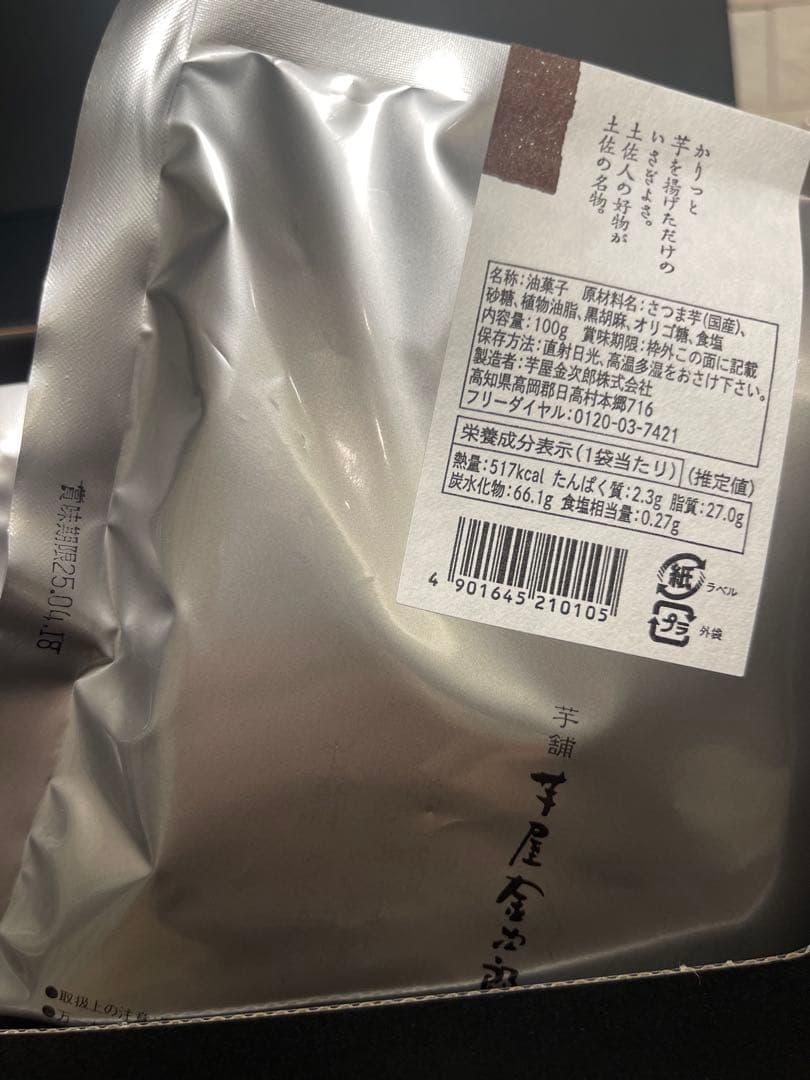 かりっと
芋を揚げただけの
いさぎよさ。
土佐人の好物が
土佐の名物。
名称:油菓子 原材料名:さつま芋(国産)、
砂糖、植物油脂、黒胡麻、オリゴ糖、食塩
内容量:100g 賞味期限:枠外この面に記載
保存方法:直射日光、高温多湿をおさけ下さい。
製造者:芋屋金次郎株式会社
高知県高岡郡日高村本郷716
フリーダイヤル:0120-03-7421
栄養成分表示(1袋当たり)(推定値)
熱量:517kcal たんぱく質:2.3g 脂質:27.0g
炭水化物:66.1g 食塩相当量:0.27g
4 901645 210105
紙 ラベル
プラ 外袋
賞味期限25.04.18
芋舗
芋屋金次郎
●取扱上の注意
●万